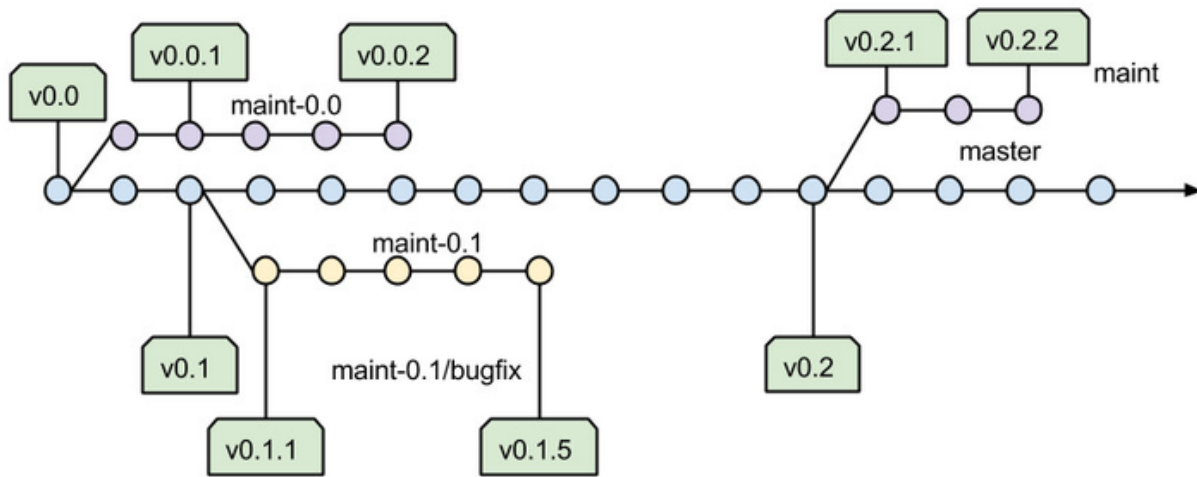 v0.0
v0.0.1
v0.0.2
maint-0.0
v0.2.1
v0.2.2
maint
master
maint-0.1
v0.1
maint-0.1/bugfix
v0.2
v0.1.1
v0.1.5